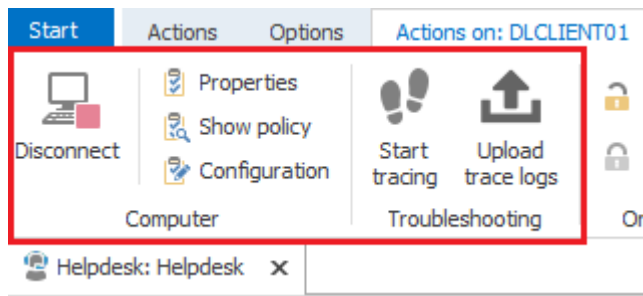 Start Actions Options Actions on: DLCLIENT01
Disconnect
Properties
Show policy
Configuration
Start
tracing
Upload
trace logs
Computer Troubleshooting
Helpdesk: Helpdesk